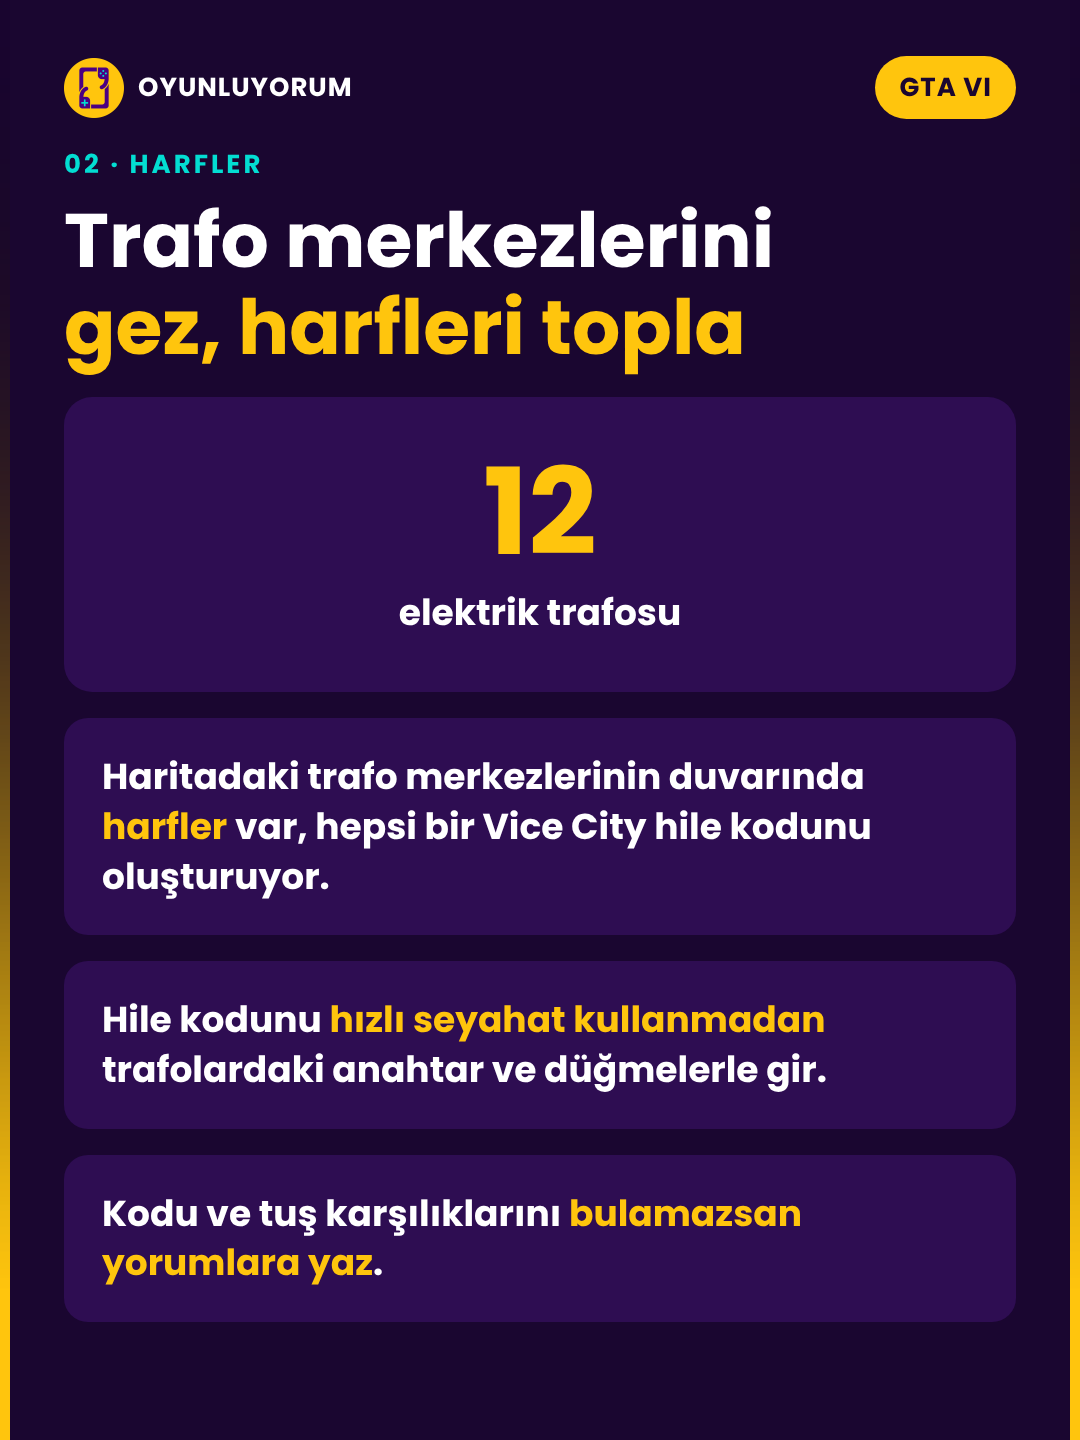 OYUNLUYORUM
GTA VI
02 · HARFLER
Trafo merkezlerini
gez, harfleri topla
12
elektrik trafosu
Haritadaki trafo merkezlerinin duvarında
harfler var, hepsi bir Vice City hile kodunu
oluşturuyor.
Hile kodunu hızlı seyahat kullanmadan
trafolardaki anahtar ve düğmelerle gir.
Kodu ve tuş karşılıklarını bulamazsan
yorumlara yaz.